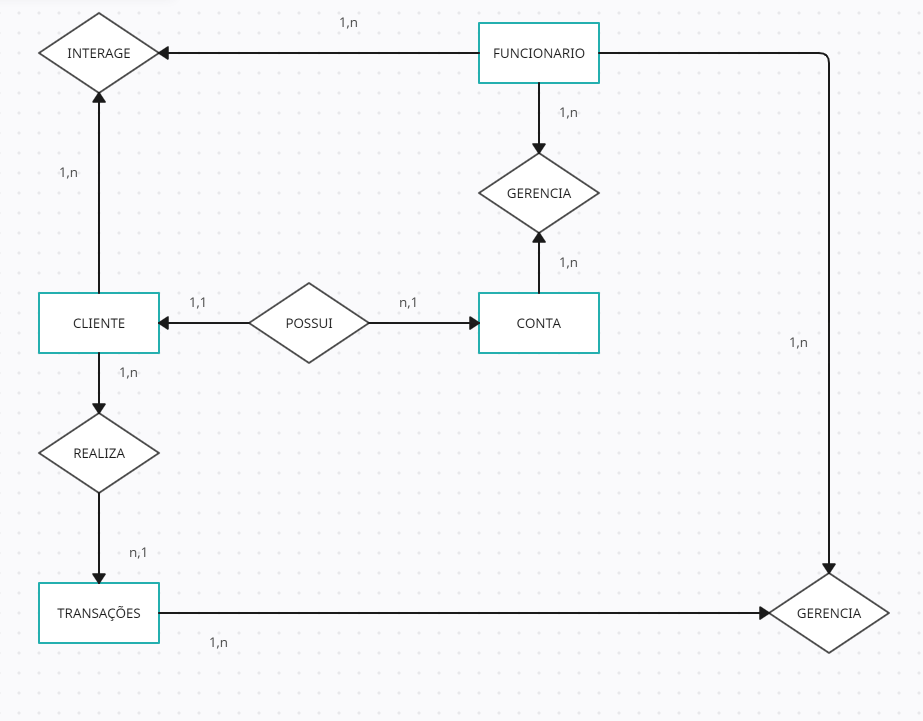 1,n
INTERAGE
FUNCIONARIO
1,n
1,n
GERENCIA
1,n
CLIENTE
1,1
POSSUI
n,1
CONTA
1,n
1,n
REALIZA
n,1
TRANSAÇÕES
GERENCIA
1,n